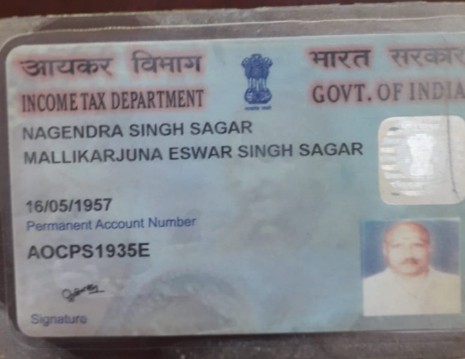 आयकर विभाग भारत सरकार
INCOME TAX DEPARTMENT GOVT. OF INDIA
NAGENDRA SINGH SAGAR
MALLIKARJUNA ESWAR SINGH SAGAR
16/05/1957
Permanent Account Number
AOCPS1935E
Signature